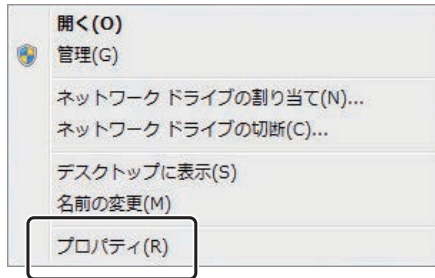 開く(O)
管理(G)
ネットワーク ドライブの割り当て(N)...
ネットワーク ドライブの切断(C)...
デスクトップに表示(S)
名前の変更(M)
プロパティ(R)